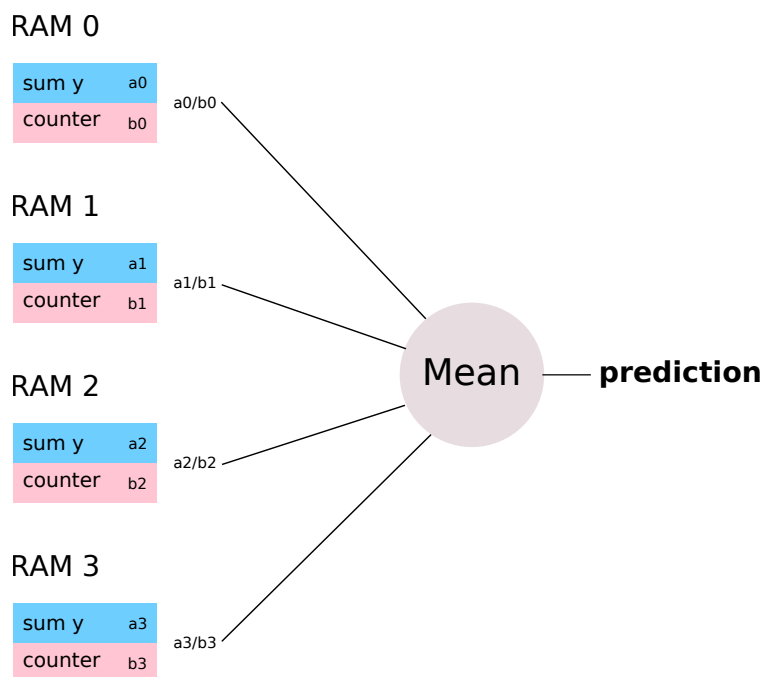 RAM 0
sum y a0
counter b0
a0/b0
RAM 1
sum y a1
counter b1
a1/b1
RAM 2
sum y a2
counter b2
a2/b2
RAM 3
sum y a3
counter b3
a3/b3
Mean
prediction